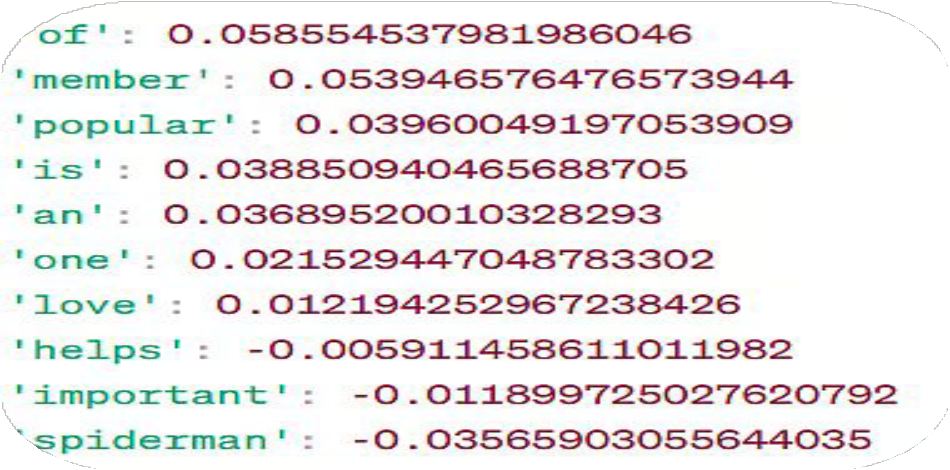 'of': 0.058554537981986046
'member': 0.053946576476573944
'popular': 0.03960049197053909
'is': 0.038850940465688705
'an': 0.03689520010328293
'one': 0.021529447048783302
'love': 0.012194252967238426
'helps': -0.005911458611011982
'important': -0.011899725027620792
'spiderman': -0.03565903055644035